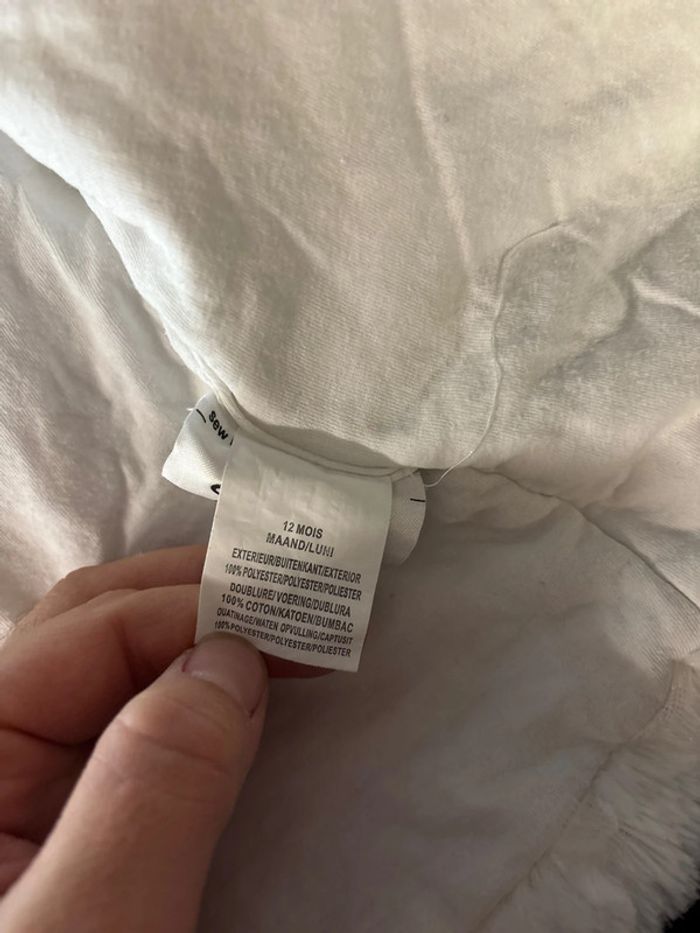 sew
12 MOIS
MAAND/LUNI
EXTERIEUR/BUITENKANT/EXTERIOR
100% POLYESTER/POLYESTER/POLIESTER
DOUBLURE/VOERING/DUBLURA
100% COTON/KATOEN/BUMBAC
OUATINAGE/WATEN OPVULLING/CAPTUSIT
100%POLYESTER/POLYESTER/POLIESTER